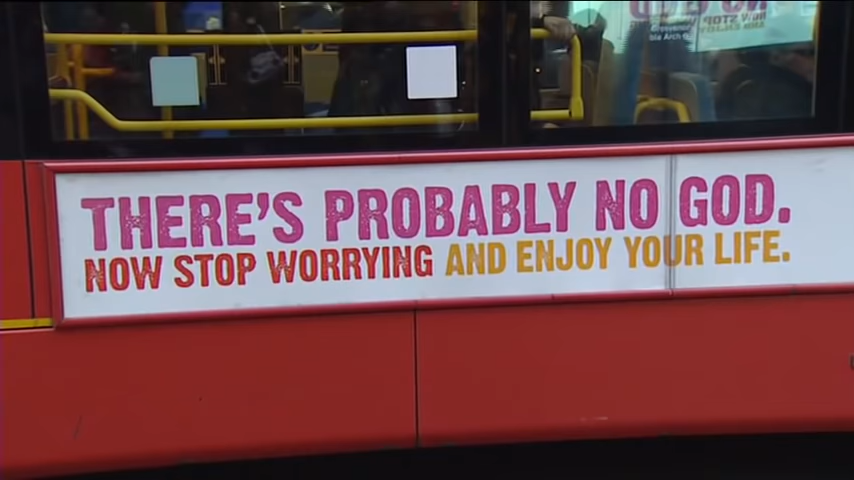 THERE'S PROBABLY NO GOD.
NOW STOP WORRYING AND ENJOY YOUR LIFE.